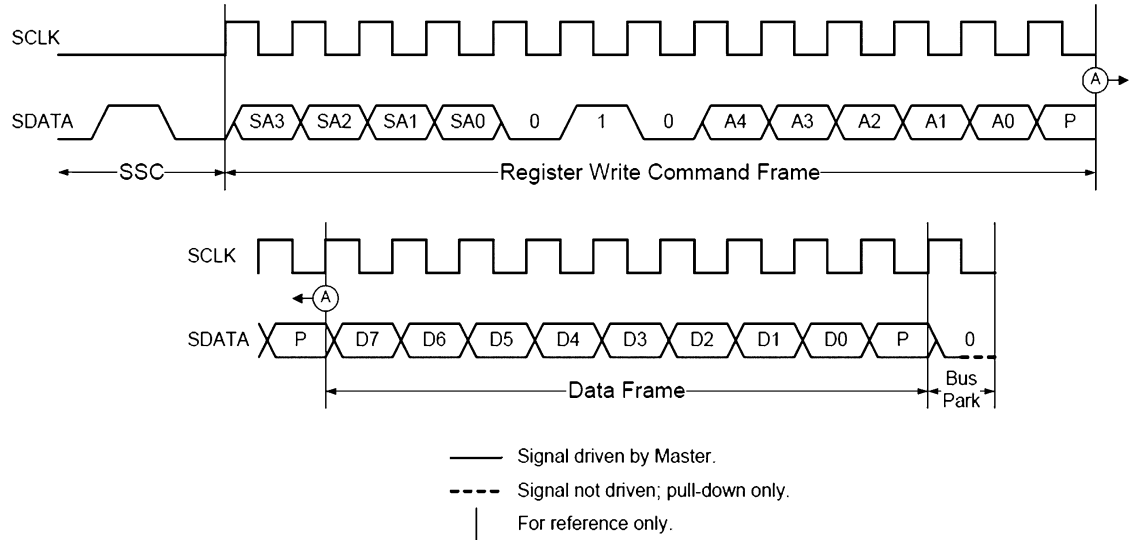 SCLK
A
SDATA SA3 SA2 SA1 SA0 0 1 0 A4 A3 A2 A1 A0 P
SSC Register Write Command Frame
SCLK
A
SDATA P D7 D6 D5 D4 D3 D2 D1 D0 P 0
Data Frame Bus Park
Signal driven by Master.
Signal not driven; pull-down only.
For reference only.